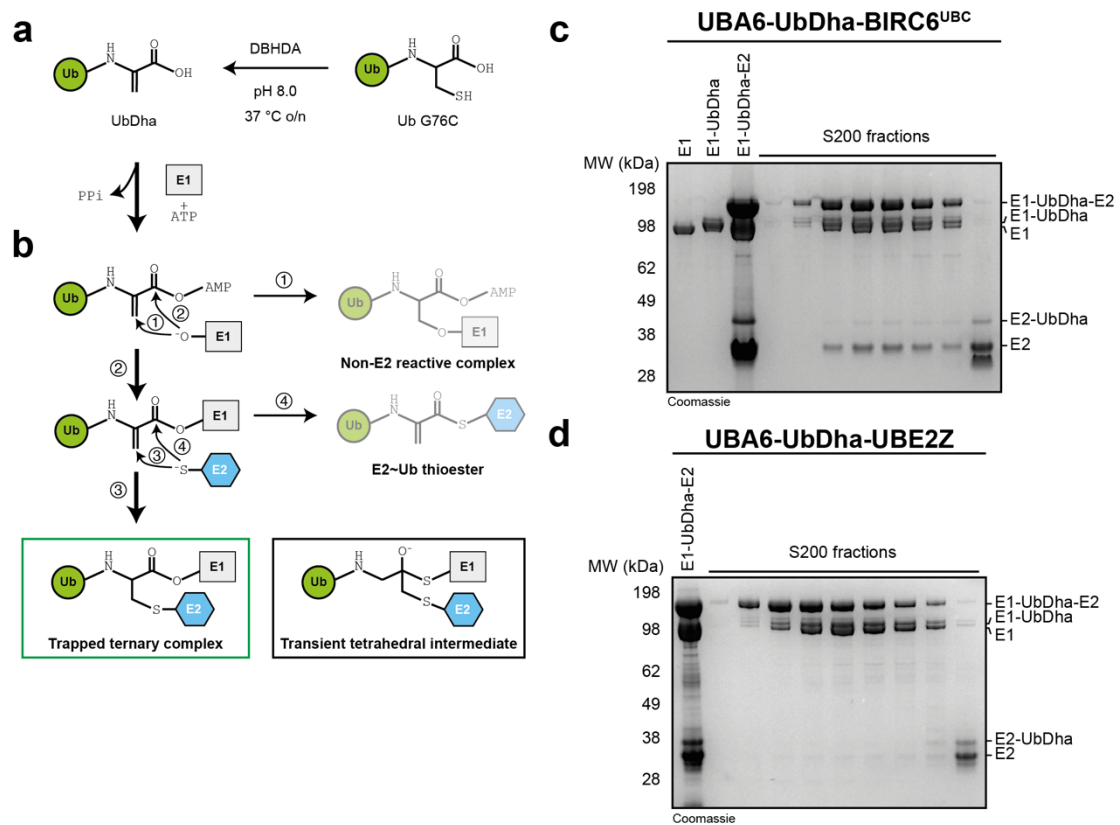 a
Ub
N
H
O
OH
UbDha
DBHDA
pH 8.0
37 °C o/n
Ub
N
H
O
OH
SH
Ub G76C
PPi
E1
+
ATP
b
Ub
N
H
O
O
AMP
①
②
⁻O
E1
①
Ub
N
H
O
O
AMP
O
E1
Non-E2 reactive complex
②
Ub
N
H
O
O
E1
③
④
⁻S
E2
④
Ub
N
H
O
S
E2
E2~Ub thioester
③
Ub
N
H
O
O
E1
S
E2
Trapped ternary complex
Ub
N
H
O⁻
S
E1
S
E2
Transient tetrahedral intermediate
c
UBA6-UbDha-BIRC6ᵁᴮᶜ
E1
E1-UbDha
E1-UbDha-E2
S200 fractions
MW (kDa)
198
98
62
49
38
28
E1-UbDha-E2
E1-UbDha
E1
E2-UbDha
E2
Coomassie
d
UBA6-UbDha-UBE2Z
E1-UbDha-E2
S200 fractions
MW (kDa)
198
98
62
49
38
28
E1-UbDha-E2
E1-UbDha
E1
E2-UbDha
E2
Coomassie